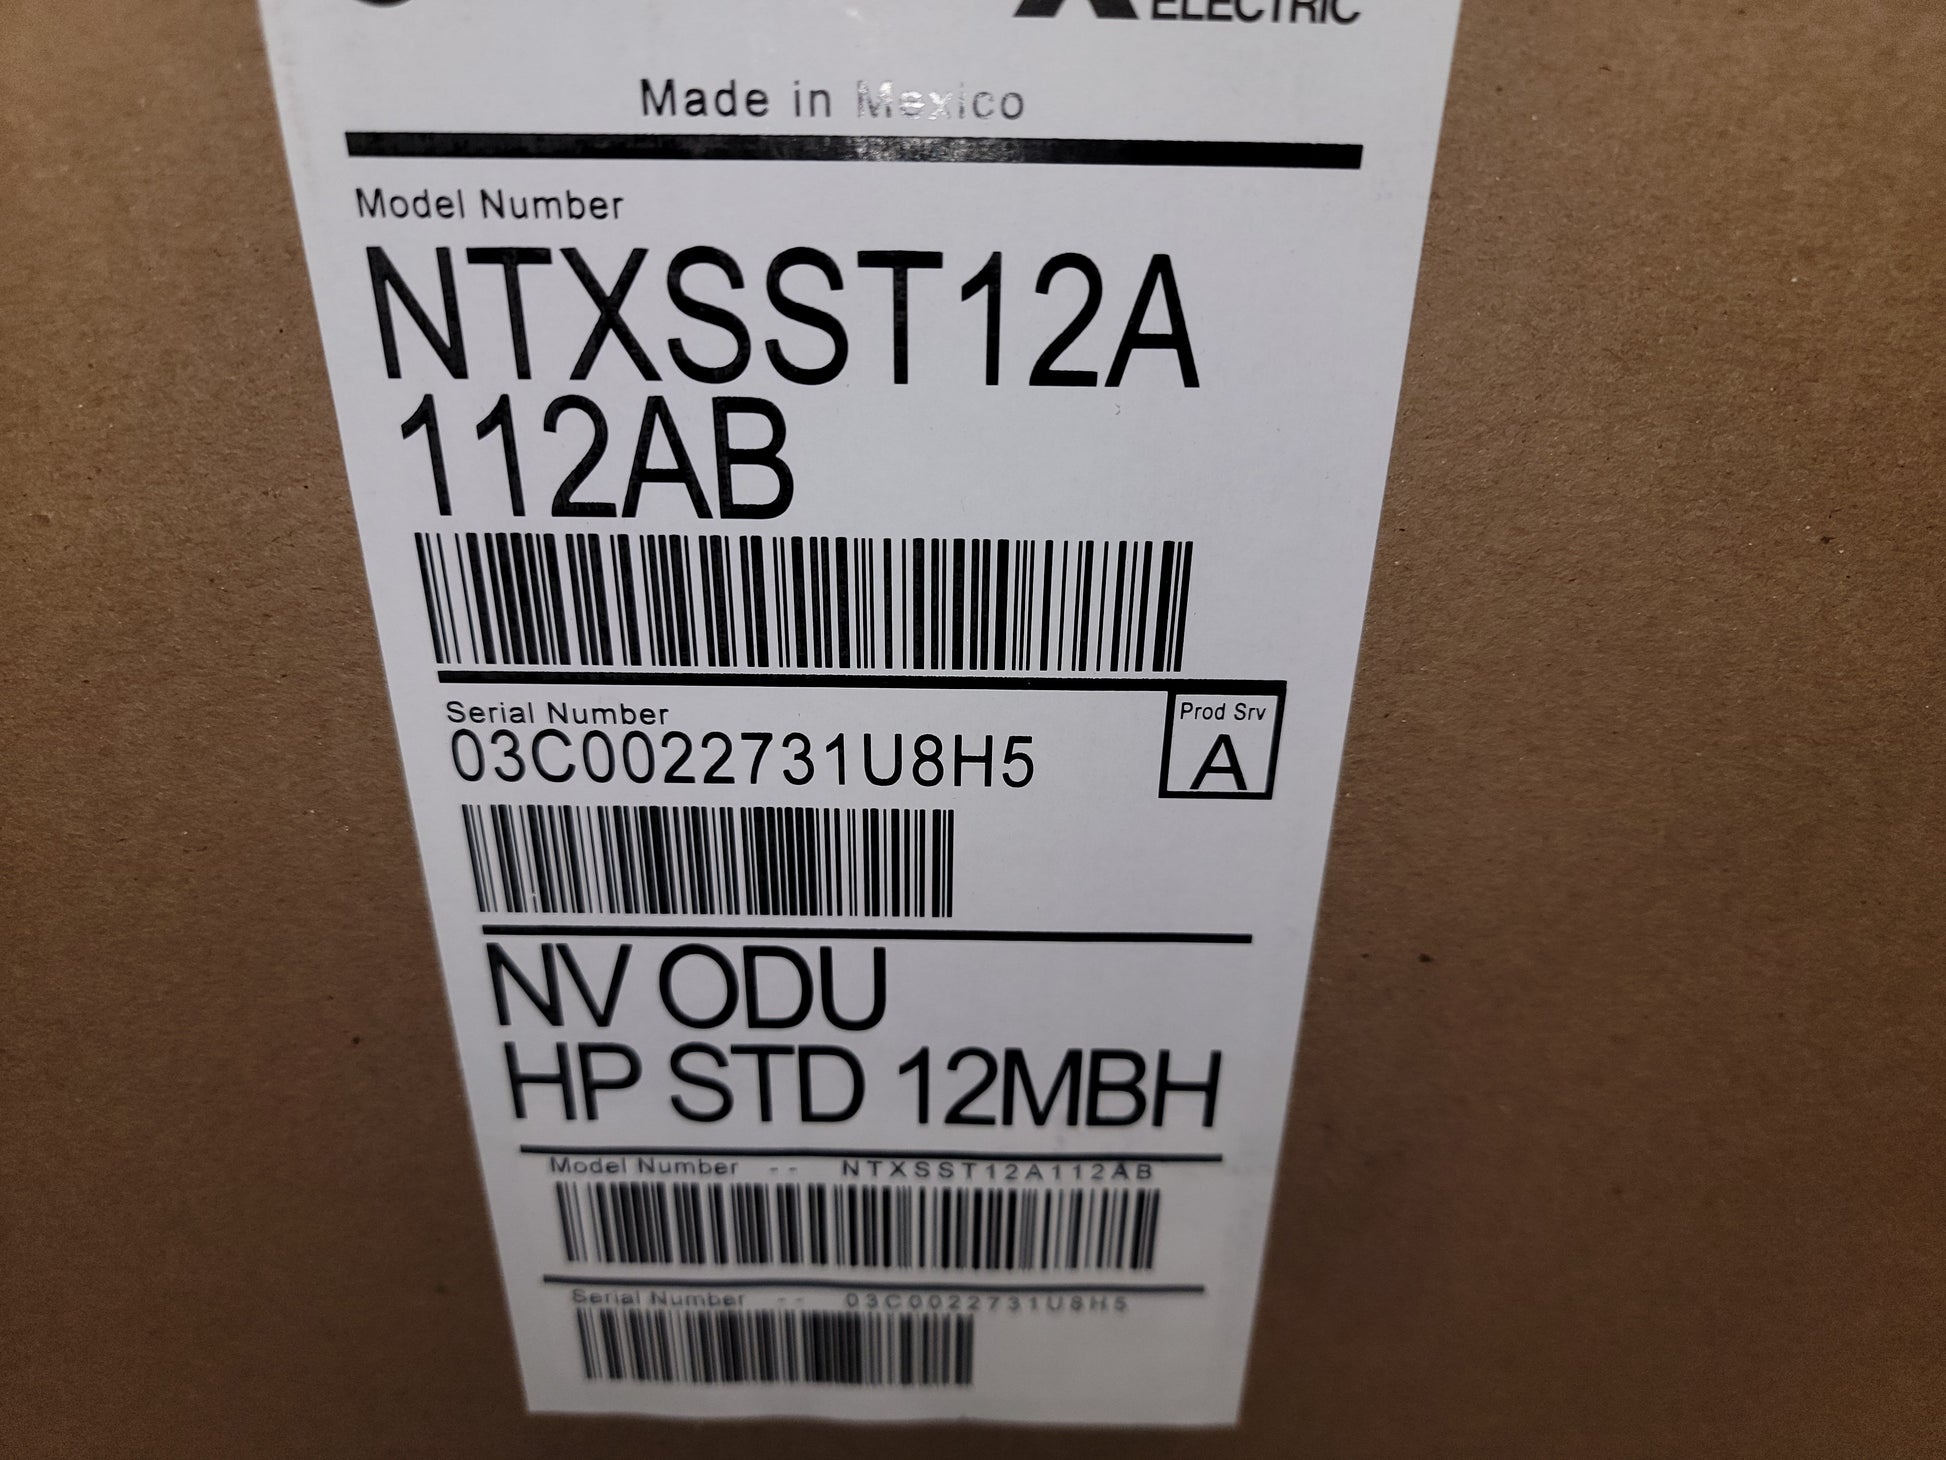 ELECTRIC
Made in Mexico
Model Number
NTXSST12A
112AB
Serial Number
03C0022731U8H5
Prod Srv
A
NV ODU
HP STD 12MBH
Model Number -- NTXSST12A112AB
Serial Number -- 03C0022731U8H5